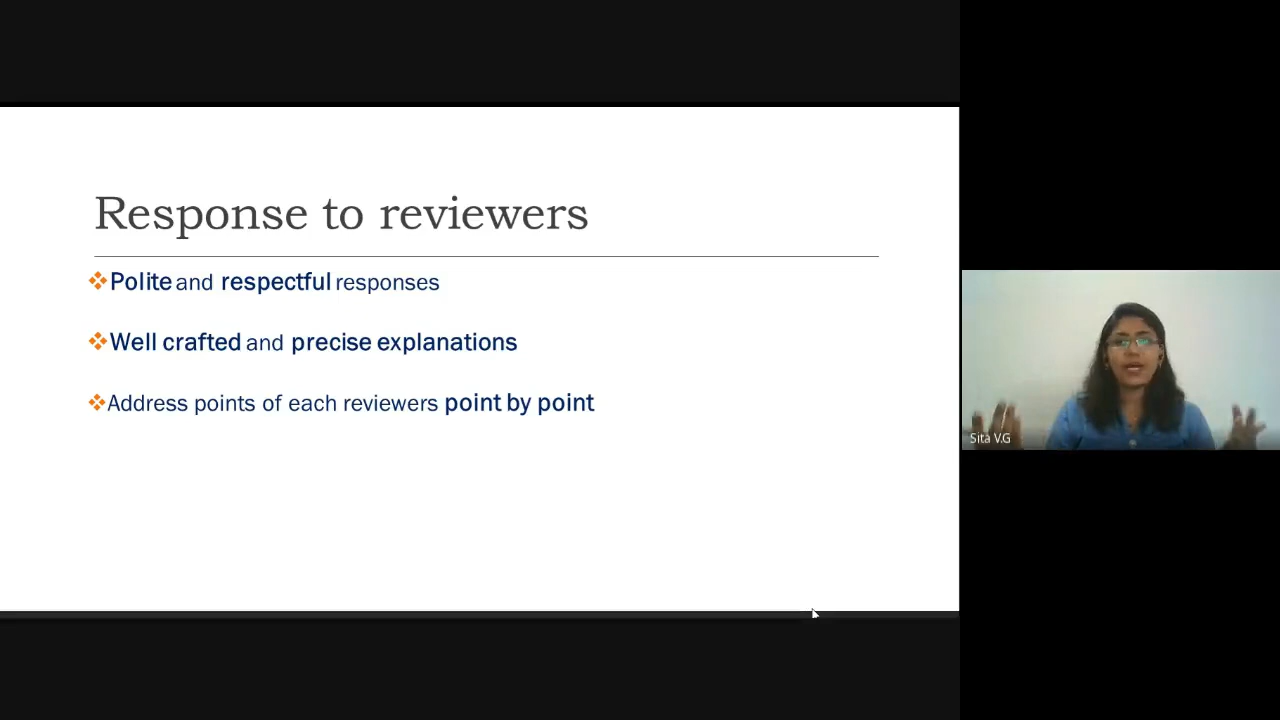 Response to reviewers
❖Polite and respectful responses
❖Well crafted and precise explanations
❖Address points of each reviewers point by point
Sita V.G